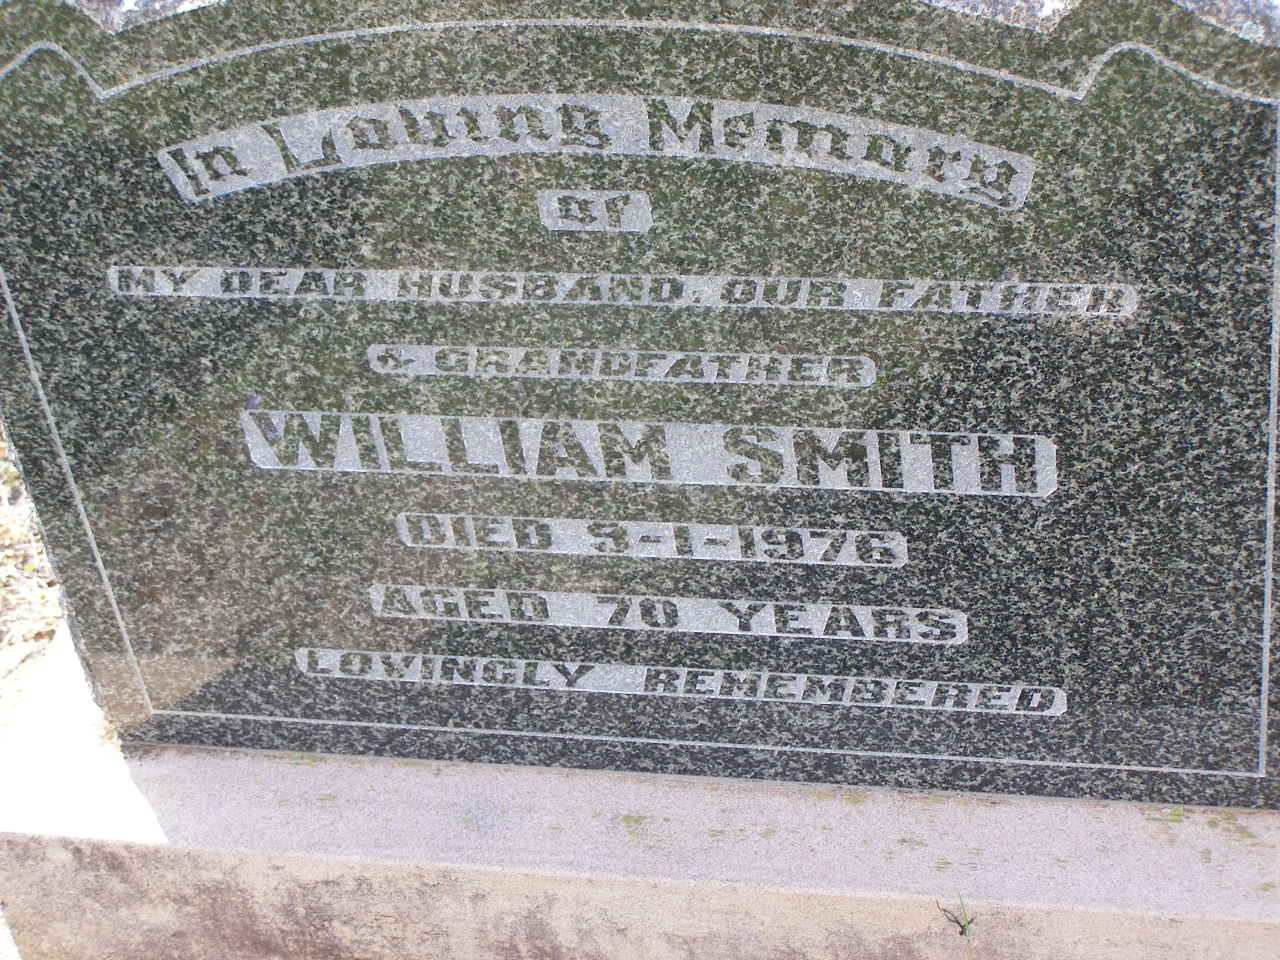 In Loving Memory
of
MY DEAR HUSBAND, OUR FATHER
& GRANDFATHER
WILLIAM SMITH
DIED 3-1-1976
AGED 70 YEARS
LOVINGLY REMEMBERED